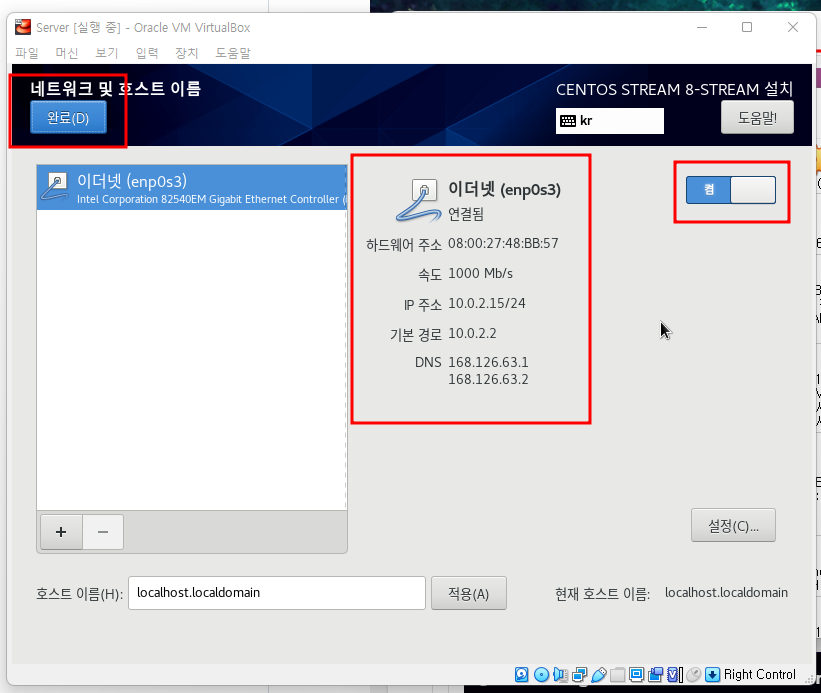 Server [실행 중] - Oracle VM VirtualBox
파일 머신 보기 입력 장치 도움말
네트워크 및 호스트 이름
CENTOS STREAM 8-STREAM 설치
완료(D)
kr
도움말!
이더넷 (enp0s3)
Intel Corporation 82540EM Gigabit Ethernet Controller (
이더넷 (enp0s3)
연결됨
켬
하드웨어 주소 08:00:27:48:BB:57
속도 1000 Mb/s
IP 주소 10.0.2.15/24
기본 경로 10.0.2.2
DNS 168.126.63.1
168.126.63.2
+ −
설정(C)...
호스트 이름(H): localhost.localdomain 적용(A) 현재 호스트 이름: localhost.localdomain
Right Control